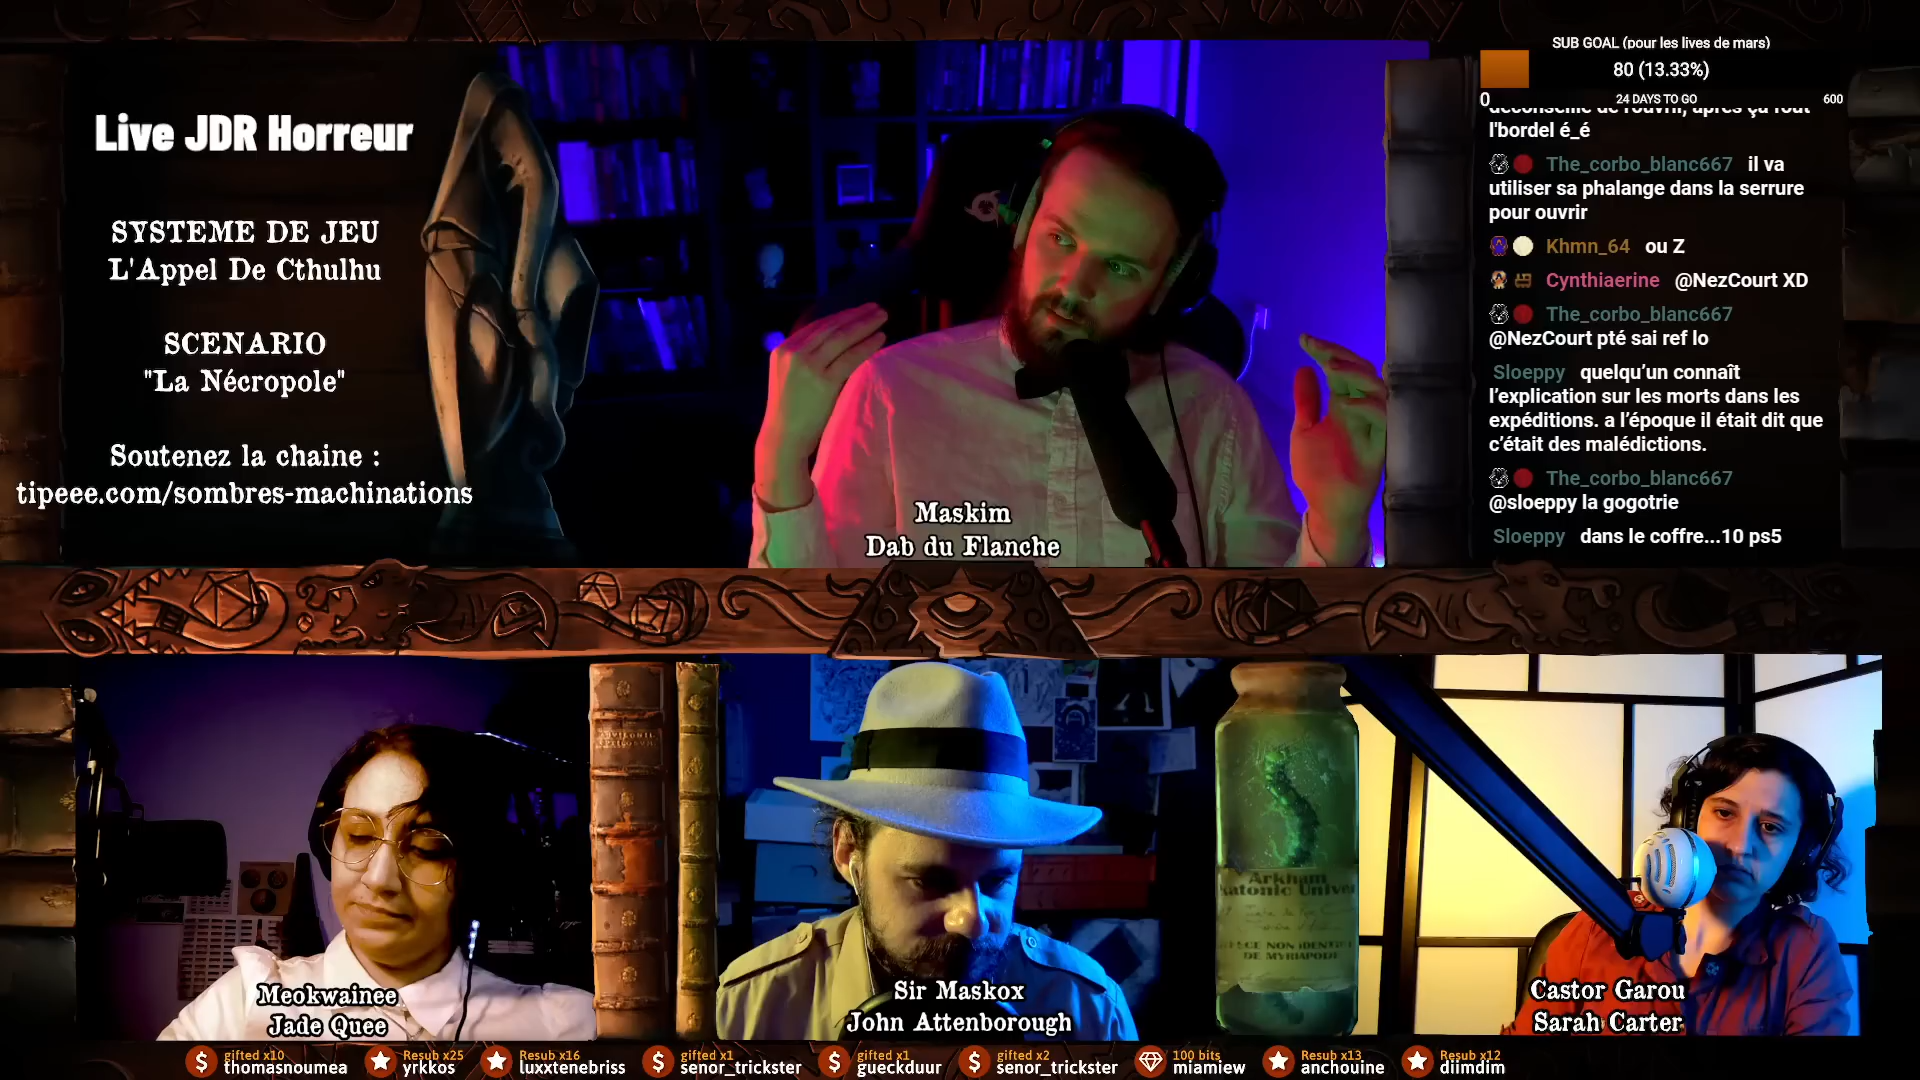 Live JDR Horreur
SYSTEME DE JEU
L'Appel De Cthulhu
SCENARIO
"La Nécropole"
Soutenez la chaine :
tipeee.com/sombres-machinations
Maskim
Dab du Flanche
SUB GOAL (pour les lives de mars)
80 (13.33%)
0
24 DAYS TO GO
600
l'bordel é_é
The_corbo_blanc667 il va
utiliser sa phalange dans la serrure
pour ouvrir
Khmn_64 ou Z
Cynthiaerine @NezCourt XD
The_corbo_blanc667
@NezCourt pté sai ref lo
Sloeppy quelqu’un connaît
l’explication sur les morts dans les
expéditions. a l’époque il était dit que
c’était des malédictions.
The_corbo_blanc667
@sloeppy la gogotrie
Sloeppy dans le coffre...10 ps5
Meokwainee
Jade Quee
Sir Maskox
John Attenborough
Arkham
katonic Univer
NON IDENTI
DE MYRIAPODE
Castor Garou
Sarah Carter
gifted x10
thomasnoumea
Resub x25
yrkkos
Resub x16
luxxtenebriss
gifted x1
senor_trickster
gifted x1
gueckduur
gifted x2
senor_trickster
100 bits
miamiew
Resub x13
anchouine
Resub x12
diimdim